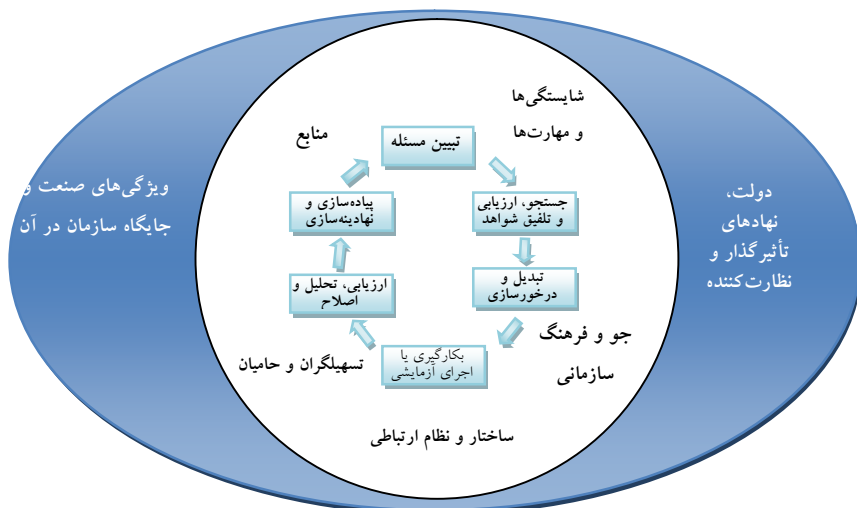 شایستگی‌ها
و مهارت‌ها
منابع
تبیین مسئله
جستجو، ارزیابی
و تلفیق شواهد
تبدیل و
درخورسازی
بکارگیری یا
اجرای آزمایشی
ارزیابی، تحلیل و
اصلاح
پیاده‌سازی و
نهادینه‌سازی
جو و فرهنگ
سازمانی
تسهیلگران و حامیان
ساختار و نظام ارتباطی
دولت،
نهادهای
تأثیرگذار و
نظارت‌کننده
ویژگی‌های صنعت و
جایگاه سازمان در آن